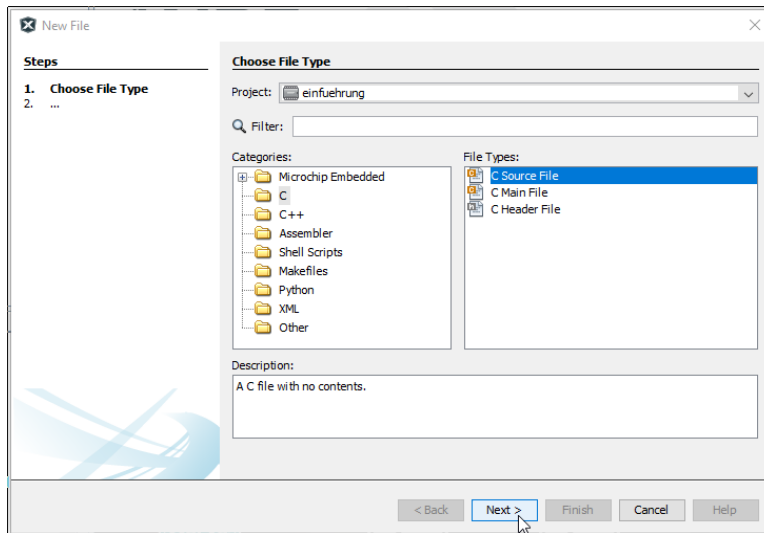 New File
Steps
1. Choose File Type
2. ...
Choose File Type
Project: einfuehrung
Filter:
Categories:
Microchip Embedded
C
C++
Assembler
Shell Scripts
Makefiles
Python
XML
Other
File Types:
C Source File
C Main File
C Header File
Description:
A C file with no contents.
< Back Next > Finish Cancel Help